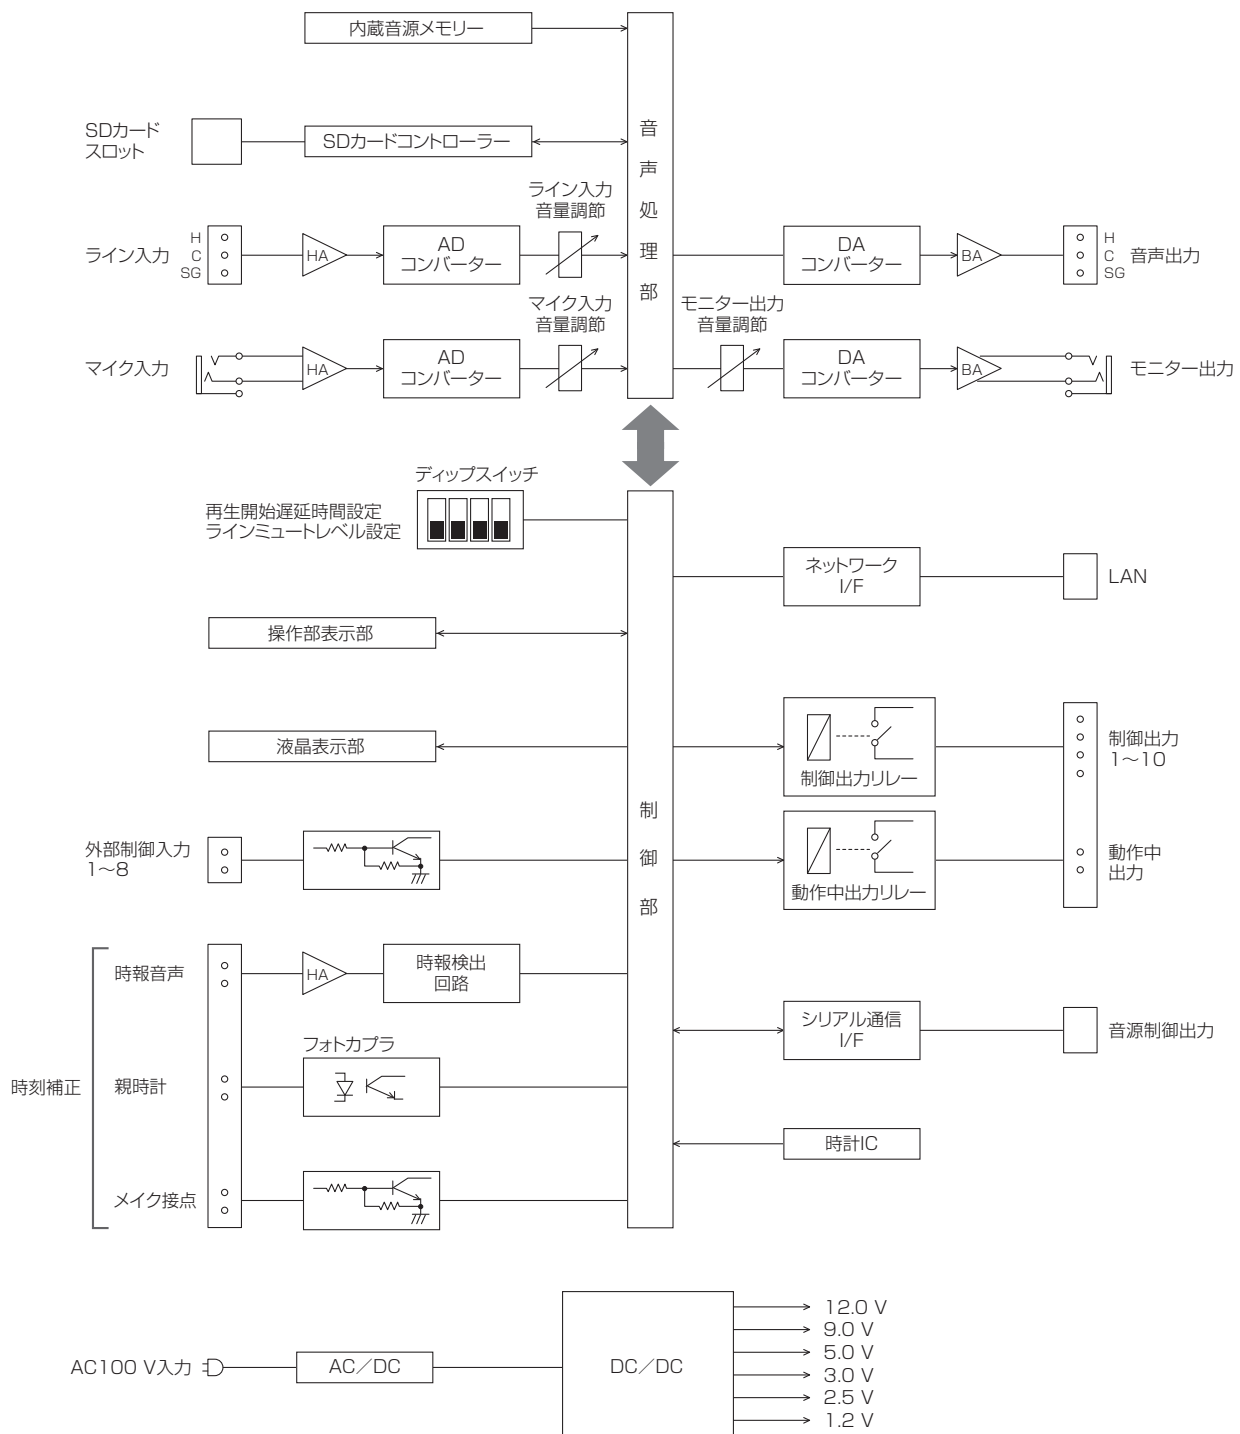 内蔵音源メモリー
SDカード
スロット
SDカードコントローラー
音声処理部
ライン入力
音量調節
ライン入力
H
C
SG
HA
AD
コンバーター
DA
コンバーター
BA
H
C
SG
音声出力
マイク入力
音量調節
モニター出力
音量調節
マイク入力
HA
AD
コンバーター
DA
コンバーター
BA
モニター出力
ディップスイッチ
再生開始遅延時間設定
ラインミュートレベル設定
ネットワーク
I/F
LAN
操作部表示部
液晶表示部
制御出力リレー
制御出力
1〜10
制御部
外部制御入力
1〜8
動作中出力リレー
動作中
出力
時刻補正
時報音声
HA
時報検出
回路
シリアル通信
I/F
音源制御出力
フォトカプラ
親時計
時計IC
メイク接点
AC100 V入力
AC／DC
DC／DC
12.0 V
9.0 V
5.0 V
3.0 V
2.5 V
1.2 V